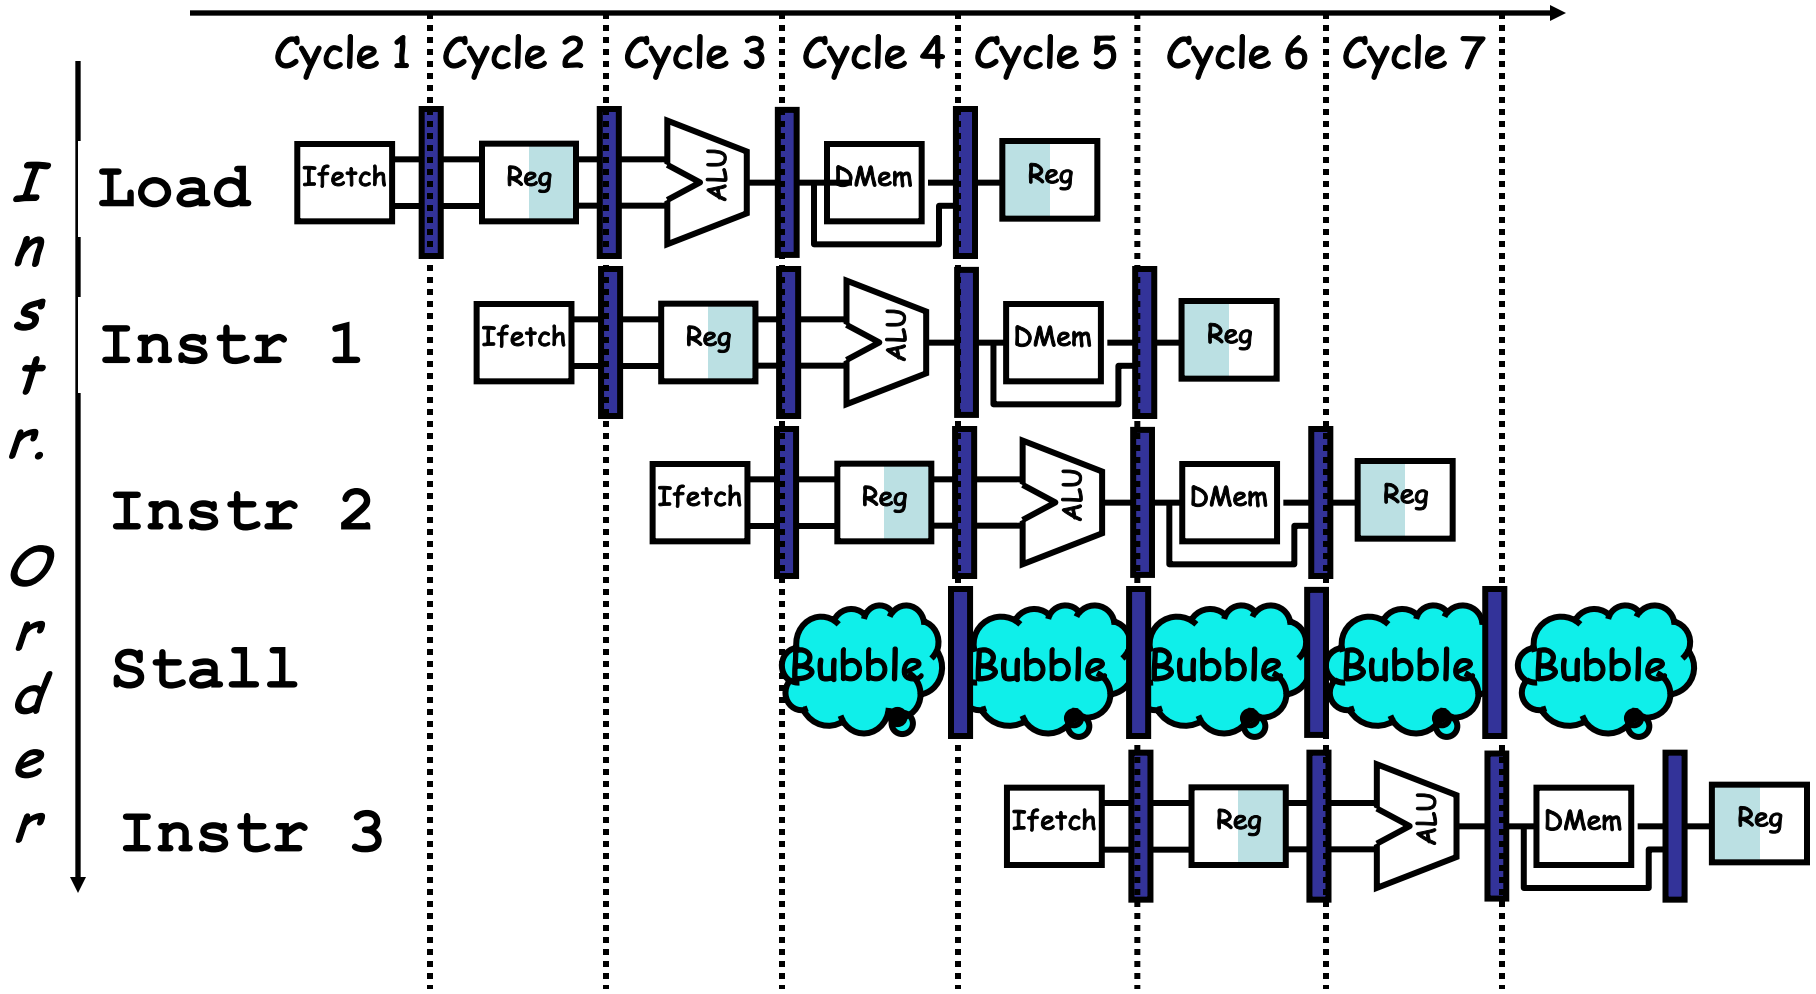 Cycle 1 Cycle 2 Cycle 3 Cycle 4 Cycle 5 Cycle 6 Cycle 7
Instr. Order
Load Ifetch Reg ALU DMem Reg
Instr 1 Ifetch Reg ALU DMem Reg
Instr 2 Ifetch Reg ALU DMem Reg
Stall Bubble Bubble Bubble Bubble Bubble
Instr 3 Ifetch Reg ALU DMem Reg